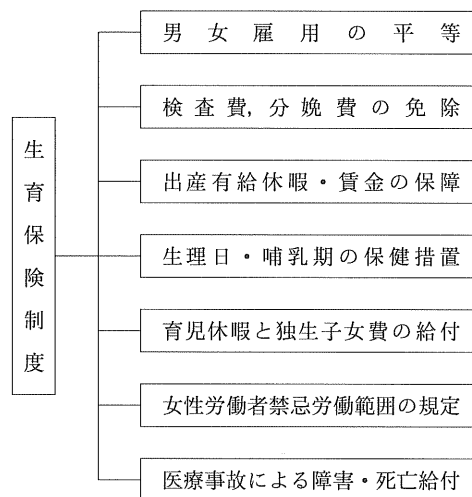 生育保険制度
男女雇用の平等
検査費,分娩費の免除
出産有給休暇・賃金の保障
生理日・哺乳期の保健措置
育児休暇と独生子女費の給付
女性労働者禁忌労働範囲の規定
医療事故による障害・死亡給付